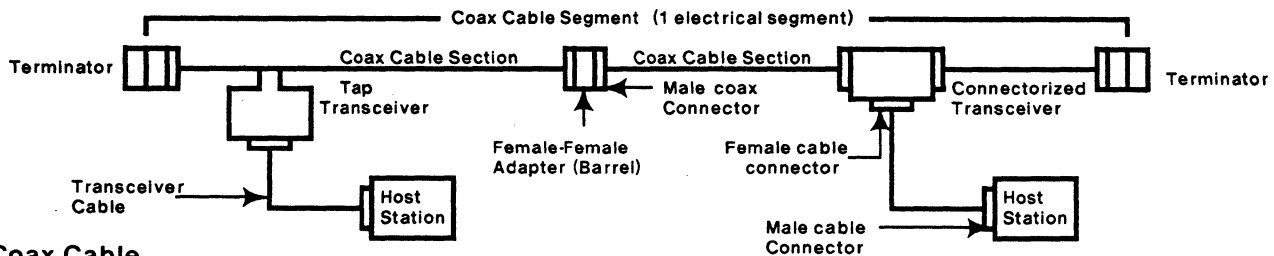 Coax Cable Segment (1 electrical segment)
Terminator
Coax Cable Section
Coax Cable Section
Terminator
Tap
Transceiver
Male coax
Connector
Connectorized
Transceiver
Female-Female
Adapter (Barrel)
Female cable
connector
Transceiver
Cable
Host
Station
Host
Station
Male cable
Connector
Coax Cable